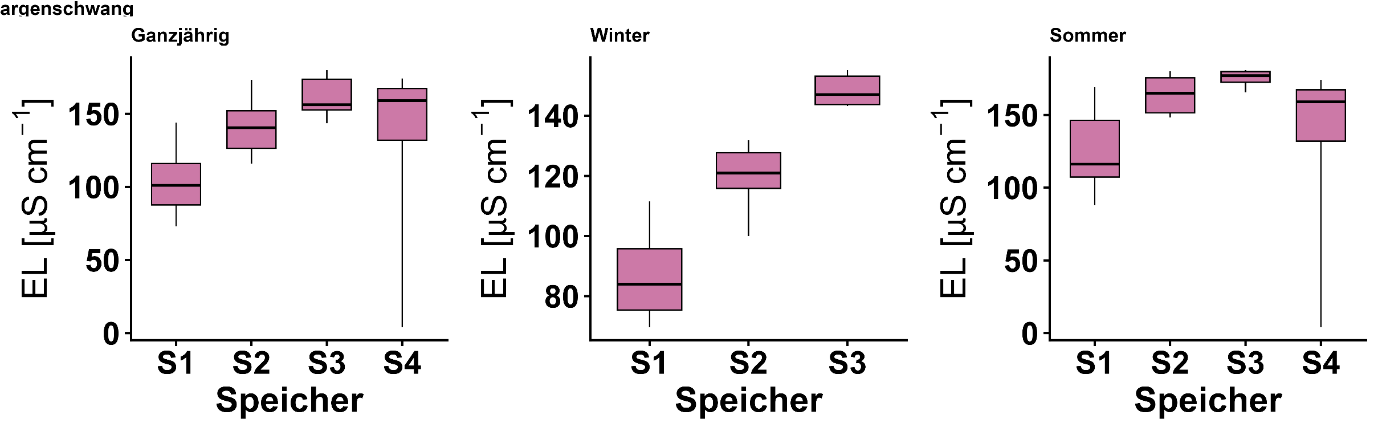 argenschwang
Ganzjährig
EL [µS cm⁻¹]
150
100
50
0
S1 S2 S3 S4
Speicher
Winter
EL [µS cm⁻¹]
140
120
100
80
S1 S2 S3
Speicher
Sommer
EL [µS cm⁻¹]
150
100
50
0
S1 S2 S3 S4
Speicher